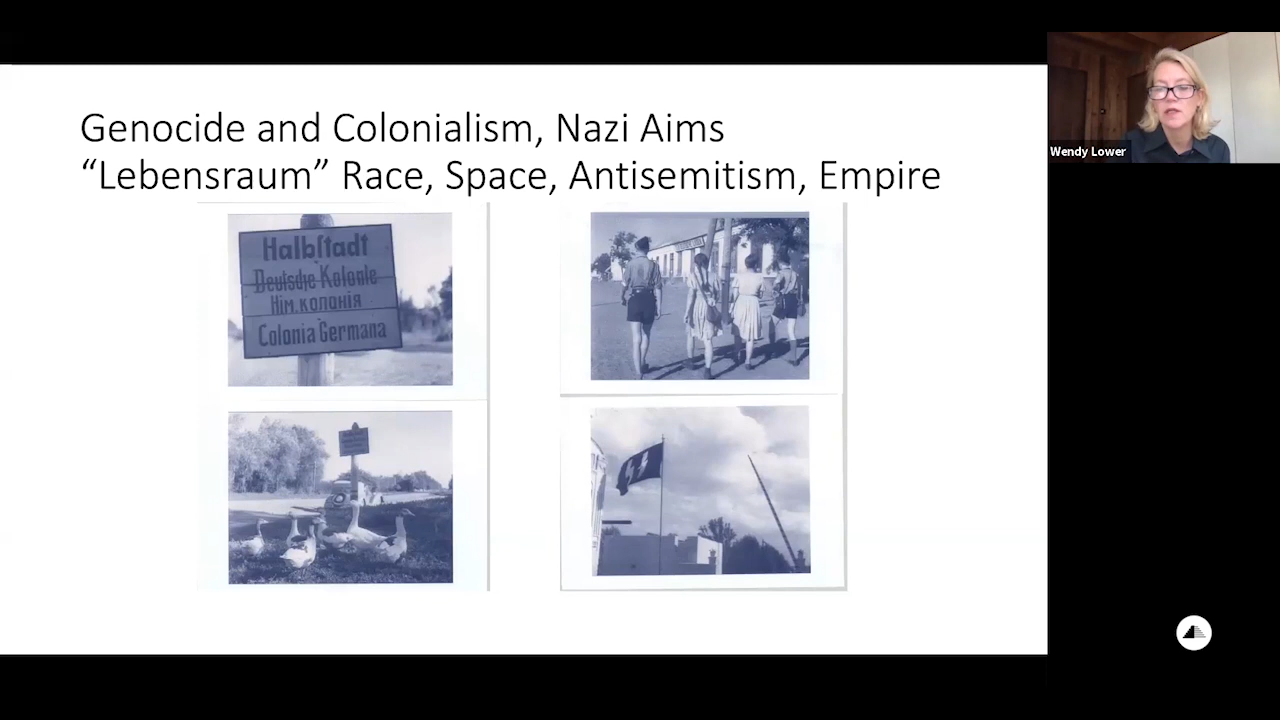 Genocide and Colonialism, Nazi Aims
“Lebensraum” Race, Space, Antisemitism, Empire
Halbſtadt
Deutsche Kolonie
Нім. колонія
Colonia Germana
Wendy Lower